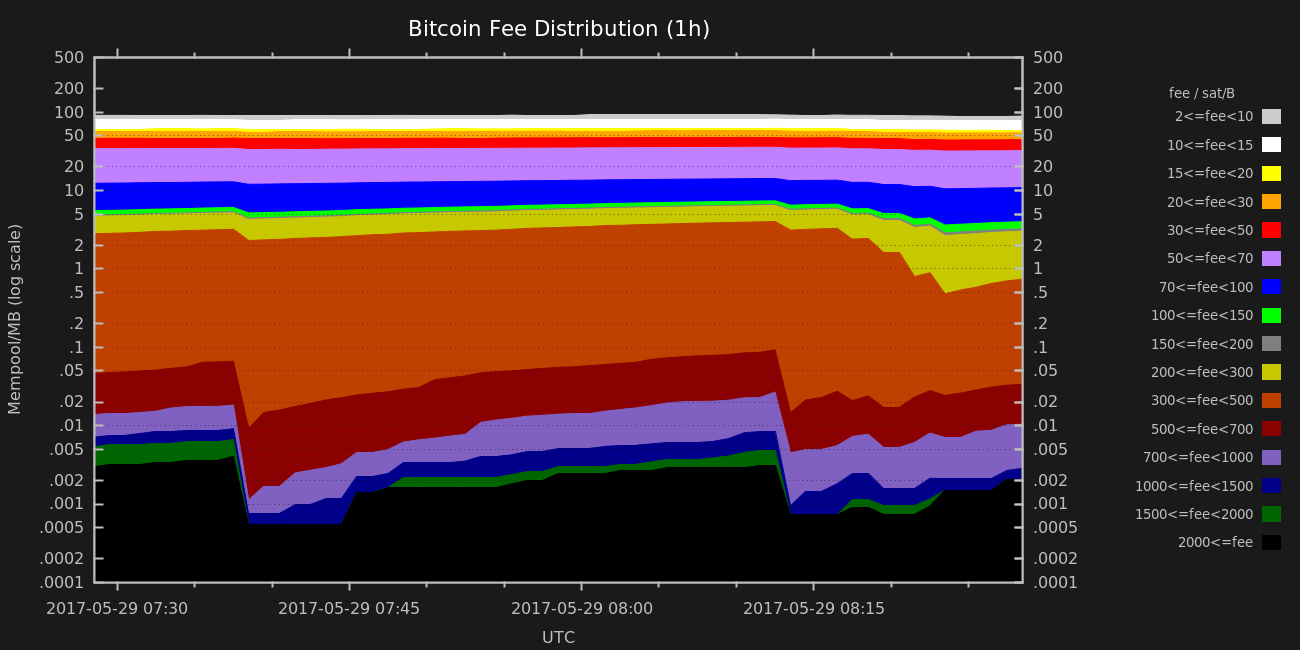 Bitcoin Fee Distribution (1h)
500 500
200 200
100 100
50 50
20 20
10 10
5 5
2 2
1 1
.5 .5
.2 .2
.1 .1
.05 .05
.02 .02
.01 .01
.005 .005
.002 .002
.001 .001
.0005 .0005
.0002 .0002
.0001 .0001
Mempool/MB (log scale)
2017-05-29 07:30 2017-05-29 07:45 2017-05-29 08:00 2017-05-29 08:15
UTC
fee / sat/B
2<=fee<10
10<=fee<15
15<=fee<20
20<=fee<30
30<=fee<50
50<=fee<70
70<=fee<100
100<=fee<150
150<=fee<200
200<=fee<300
300<=fee<500
500<=fee<700
700<=fee<1000
1000<=fee<1500
1500<=fee<2000
2000<=fee